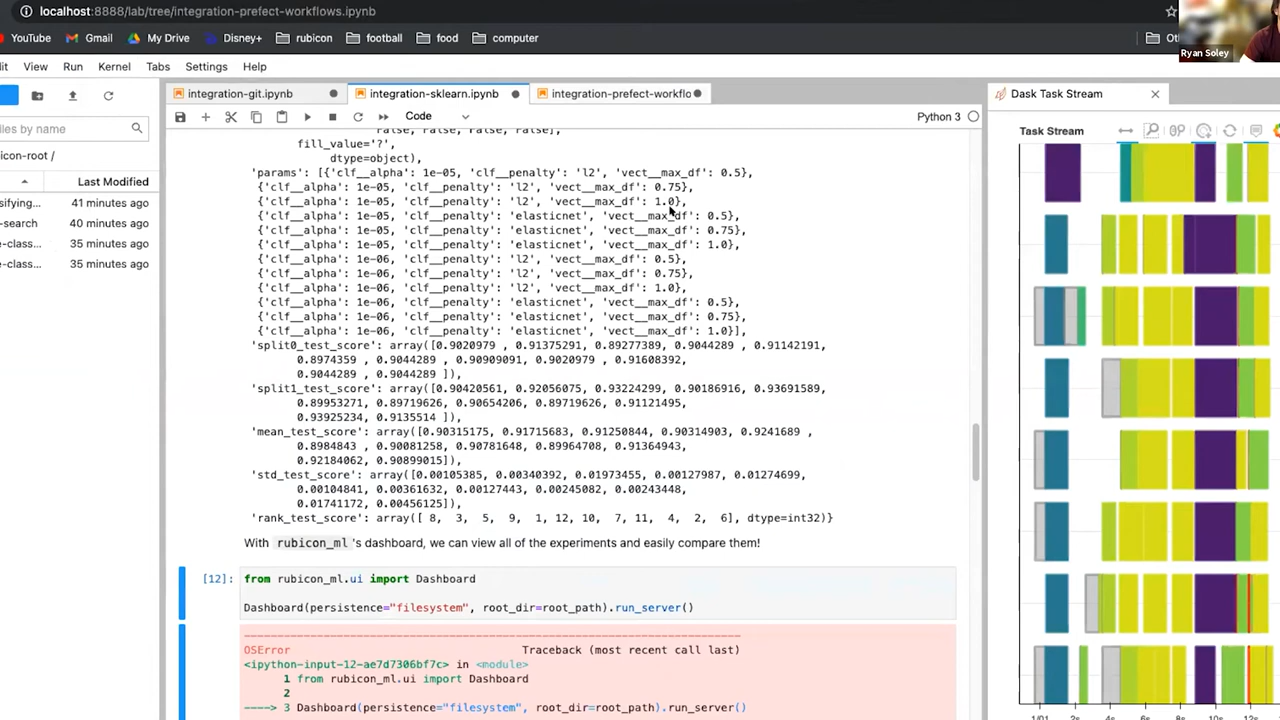 localhost:8888/lab/tree/integration-prefect-workflows.ipynb
YouTube Gmail My Drive Disney+ rubicon football food computer
Ryan Soley
View Run Kernel Tabs Settings Help
integration-git.ipynb integration-sklearn.ipynb integration-prefect-workflo Dask Task Stream
Code Python 3
les by name
icon-root /
Last Modified
sifying... 41 minutes ago
-search 40 minutes ago
e-class... 35 minutes ago
e-class... 35 minutes ago
False, False, False, False],
fill_value='?',
dtype=object),
'params': [{'clf__alpha': 1e-05, 'clf__penalty': 'l2', 'vect__max_df': 0.5},
{'clf__alpha': 1e-05, 'clf__penalty': 'l2', 'vect__max_df': 0.75},
{'clf__alpha': 1e-05, 'clf__penalty': 'l2', 'vect__max_df': 1.0},
{'clf__alpha': 1e-05, 'clf__penalty': 'elasticnet', 'vect__max_df': 0.5},
{'clf__alpha': 1e-05, 'clf__penalty': 'elasticnet', 'vect__max_df': 0.75},
{'clf__alpha': 1e-05, 'clf__penalty': 'elasticnet', 'vect__max_df': 1.0},
{'clf__alpha': 1e-06, 'clf__penalty': 'l2', 'vect__max_df': 0.5},
{'clf__alpha': 1e-06, 'clf__penalty': 'l2', 'vect__max_df': 0.75},
{'clf__alpha': 1e-06, 'clf__penalty': 'l2', 'vect__max_df': 1.0},
{'clf__alpha': 1e-06, 'clf__penalty': 'elasticnet', 'vect__max_df': 0.5},
{'clf__alpha': 1e-06, 'clf__penalty': 'elasticnet', 'vect__max_df': 0.75},
{'clf__alpha': 1e-06, 'clf__penalty': 'elasticnet', 'vect__max_df': 1.0}],
'split0_test_score': array([0.9020979 , 0.91375291, 0.89277389, 0.9044289 , 0.91142191,
0.8974359 , 0.9044289 , 0.90909091, 0.9020979 , 0.91608392,
0.9044289 , 0.9044289 ]),
'split1_test_score': array([0.90420561, 0.92056075, 0.93224299, 0.90186916, 0.93691589,
0.89953271, 0.89719626, 0.90654206, 0.89719626, 0.91121495,
0.93925234, 0.9135514 ]),
'mean_test_score': array([0.90315175, 0.91715683, 0.91250844, 0.90314903, 0.9241689 ,
0.8984843 , 0.90081258, 0.90781648, 0.89964708, 0.91364943,
0.92184062, 0.90899015]),
'std_test_score': array([0.00105385, 0.00340392, 0.01973455, 0.00127987, 0.01274699,
0.00104841, 0.00361632, 0.00127443, 0.00245082, 0.00243448,
0.01741172, 0.00456125]),
'rank_test_score': array([ 8, 3, 5, 9, 1, 12, 10, 7, 11, 4, 2, 6], dtype=int32)}
With rubicon_ml 's dashboard, we can view all of the experiments and easily compare them!
[12]: from rubicon_ml.ui import Dashboard
Dashboard(persistence="filesystem", root_dir=root_path).run_server()
OSError Traceback (most recent call last)
<ipython-input-12-ae7d7306bf7c> in <module>
1 from rubicon_ml.ui import Dashboard
2
----> 3 Dashboard(persistence="filesystem", root_dir=root_path).run_server()
Task Stream
1/01 2s 4s 6s 8s 10s 12s